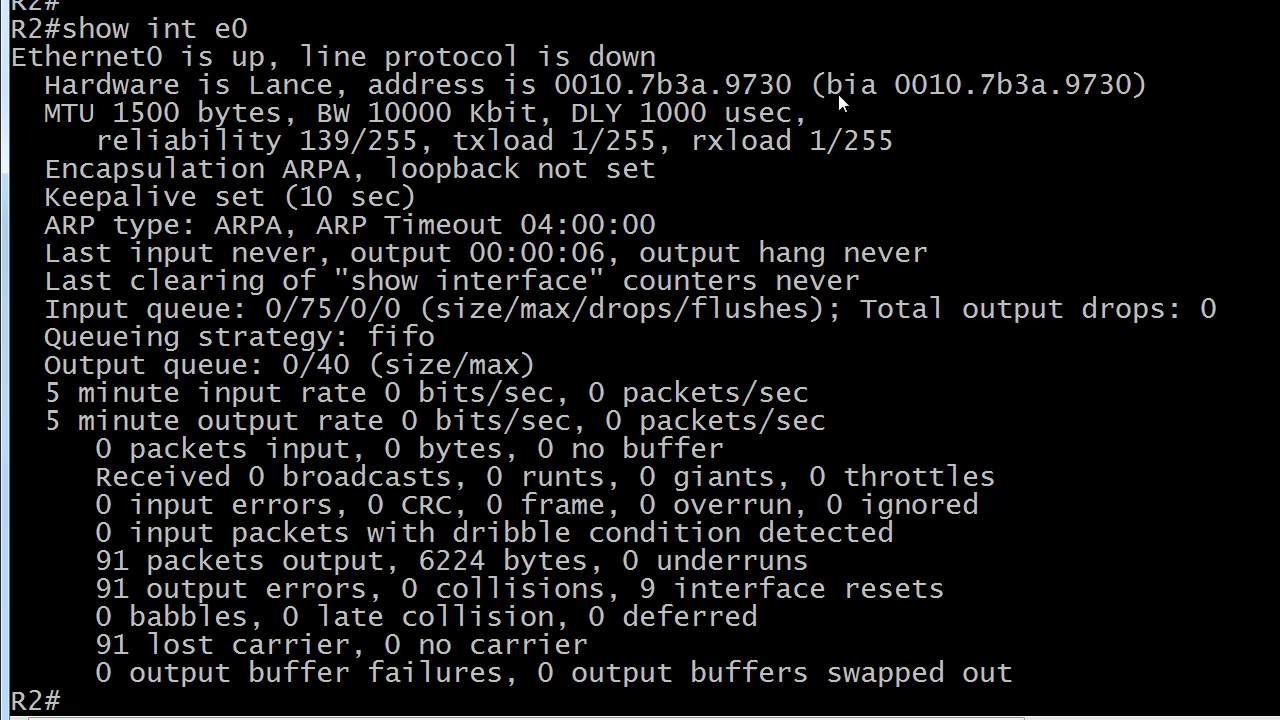 R2#
R2#show int e0
Ethernet0 is up, line protocol is down
Hardware is Lance, address is 0010.7b3a.9730 (bia 0010.7b3a.9730)
MTU 1500 bytes, BW 10000 Kbit, DLY 1000 usec,
reliability 139/255, txload 1/255, rxload 1/255
Encapsulation ARPA, loopback not set
Keepalive set (10 sec)
ARP type: ARPA, ARP Timeout 04:00:00
Last input never, output 00:00:06, output hang never
Last clearing of "show interface" counters never
Input queue: 0/75/0/0 (size/max/drops/flushes); Total output drops: 0
Queueing strategy: fifo
Output queue: 0/40 (size/max)
5 minute input rate 0 bits/sec, 0 packets/sec
5 minute output rate 0 bits/sec, 0 packets/sec
0 packets input, 0 bytes, 0 no buffer
Received 0 broadcasts, 0 runts, 0 giants, 0 throttles
0 input errors, 0 CRC, 0 frame, 0 overrun, 0 ignored
0 input packets with dribble condition detected
91 packets output, 6224 bytes, 0 underruns
91 output errors, 0 collisions, 9 interface resets
0 babbles, 0 late collision, 0 deferred
91 lost carrier, 0 no carrier
0 output buffer failures, 0 output buffers swapped out
R2#